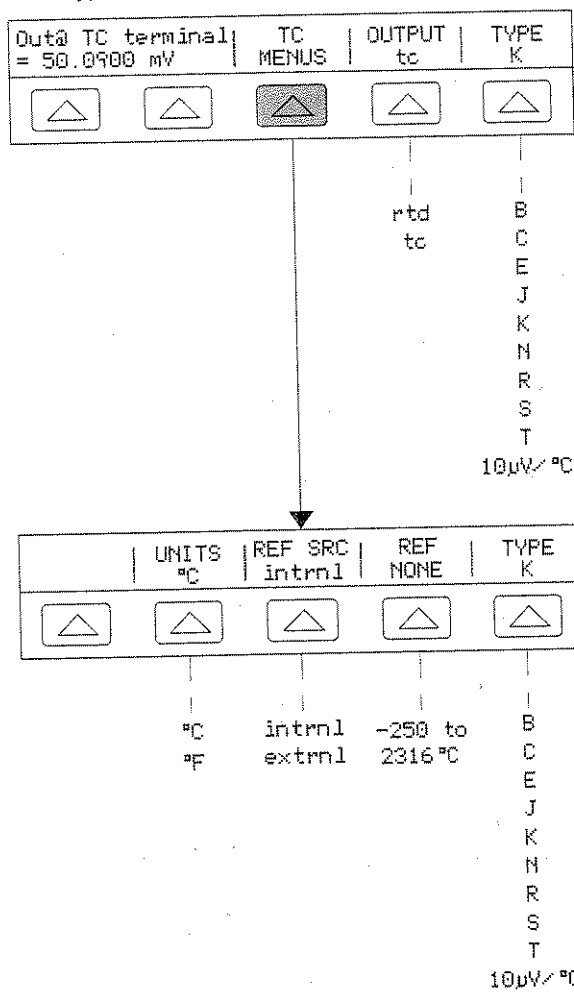 Out@ TC terminal| TC | OUTPUT | TYPE
= 50.0900 mV | MENUS | tc | K
rtd
tc
B
C
E
J
K
N
R
S
T
10µV/°C
| UNITS |REF SRC| REF | TYPE
| °C | intrnl | NONE | K
°C
°F
intrnl
extrnl
-250 to
2316°C
B
C
E
J
K
N
R
S
T
10µV/°C